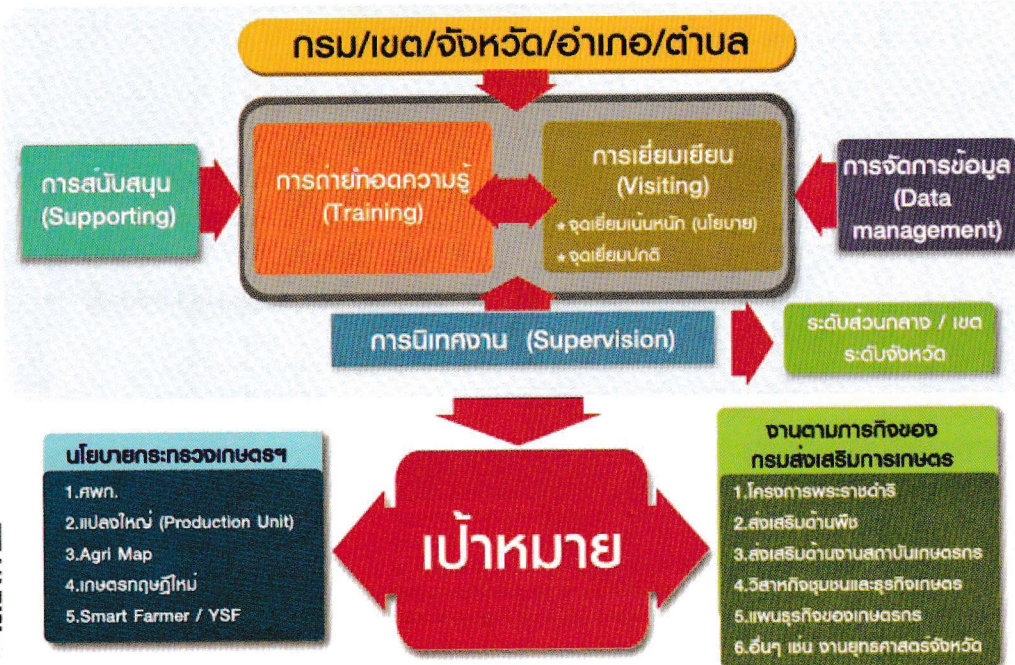 กรม/เขต/จังหวัด/อำเภอ/ตำบล
การสนับสนุน
(Supporting)
การถ่ายทอดความรู้
(Training)
การเยี่ยมเยียน
(Visiting)
★ จุดเยี่ยมเน้นหนัก (นโยบาย)
★ จุดเยี่ยมปกติ
การจัดการข้อมูล
(Data
management)
การนิเทศงาน (Supervision)
ระดับส่วนกลาง / เขต
ระดับจังหวัด
นโยบายกระทรวงเกษตรฯ
1.ศพก.
2.แปลงใหญ่ (Production Unit)
3.Agri Map
4.เกษตรทฤษฎีใหม่
5.Smart Farmer / YSF
เป้าหมาย
งานตามภารกิจของ
กรมส่งเสริมการเกษตร
1.โครงการพระราชดำริ
2.ส่งเสริมด้านพืช
3.ส่งเสริมด้านงานสถาบันเกษตรกร
4.วิสาหกิจชุมชนและธุรกิจเกษตร
5.แผนธุรกิจของเกษตรกร
6.อื่นๆ เช่น งานยุทธศาสตร์จังหวัด